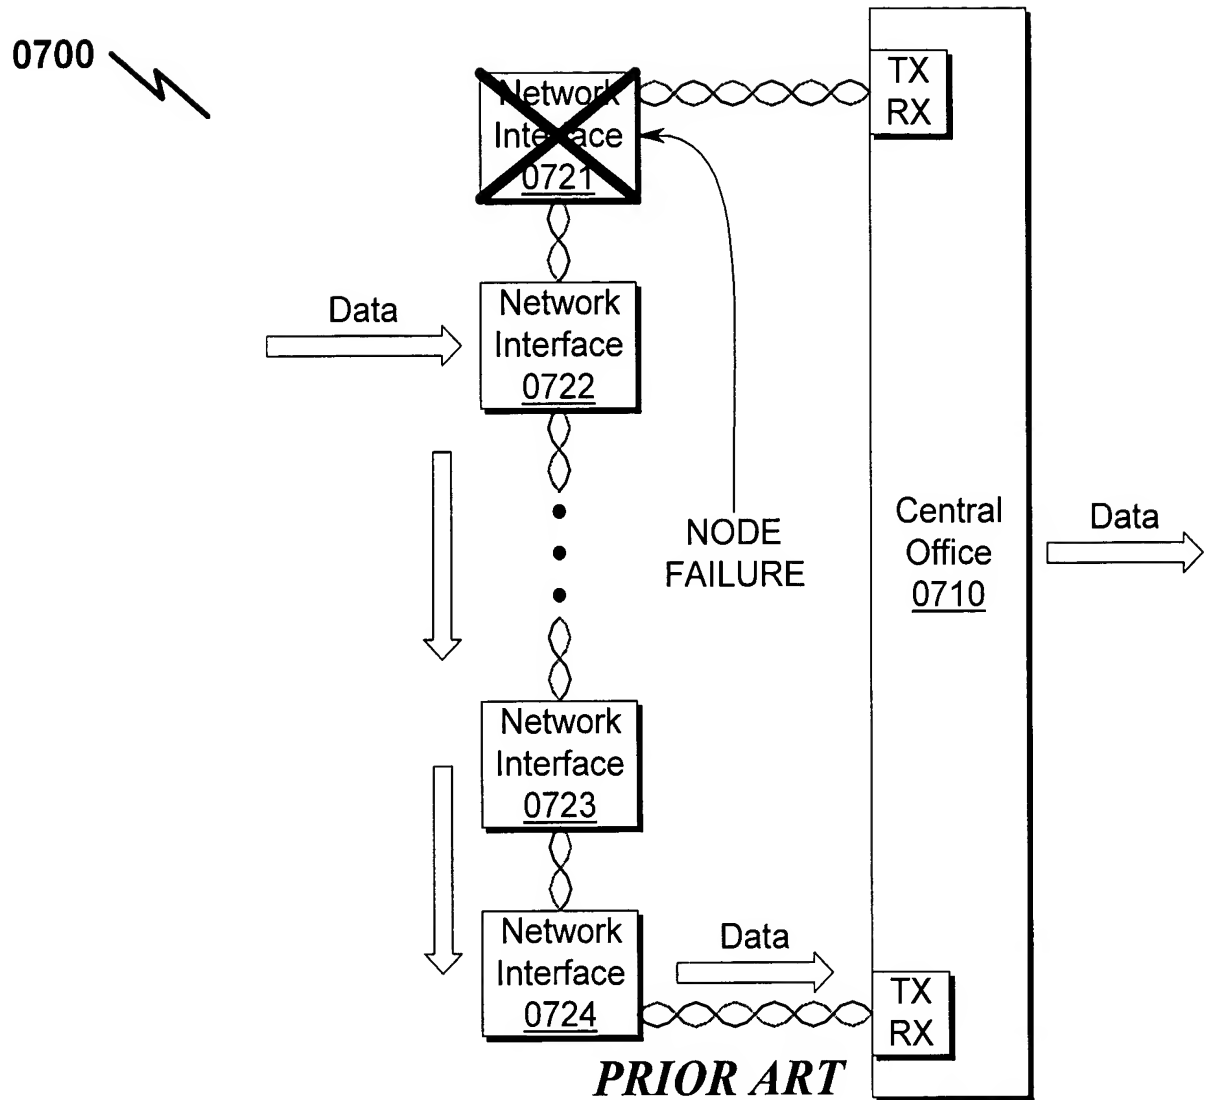 0700
Network
Interface
0721
TX
RX
Data
Network
Interface
0722
NODE
FAILURE
Central
Office
0710
Data
Network
Interface
0723
Network
Interface
0724
Data
TX
RX
PRIOR ART